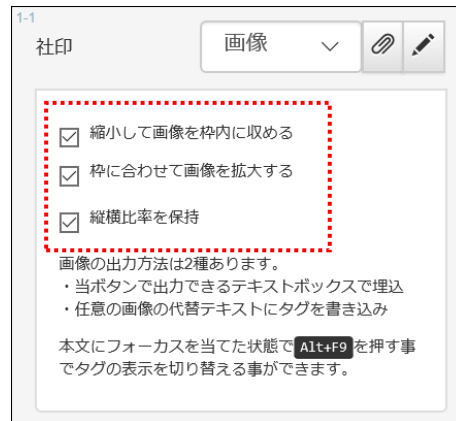 1-1
社印
画像
縮小して画像を枠内に収める
枠に合わせて画像を拡大する
縦横比率を保持
画像の出力方法は2種あります。
・当ボタンで出力できるテキストボックスで埋込
・任意の画像の代替テキストにタグを書き込み
本文にフォーカスを当てた状態で Alt+F9 を押す事
でタグの表示を切り替える事ができます。